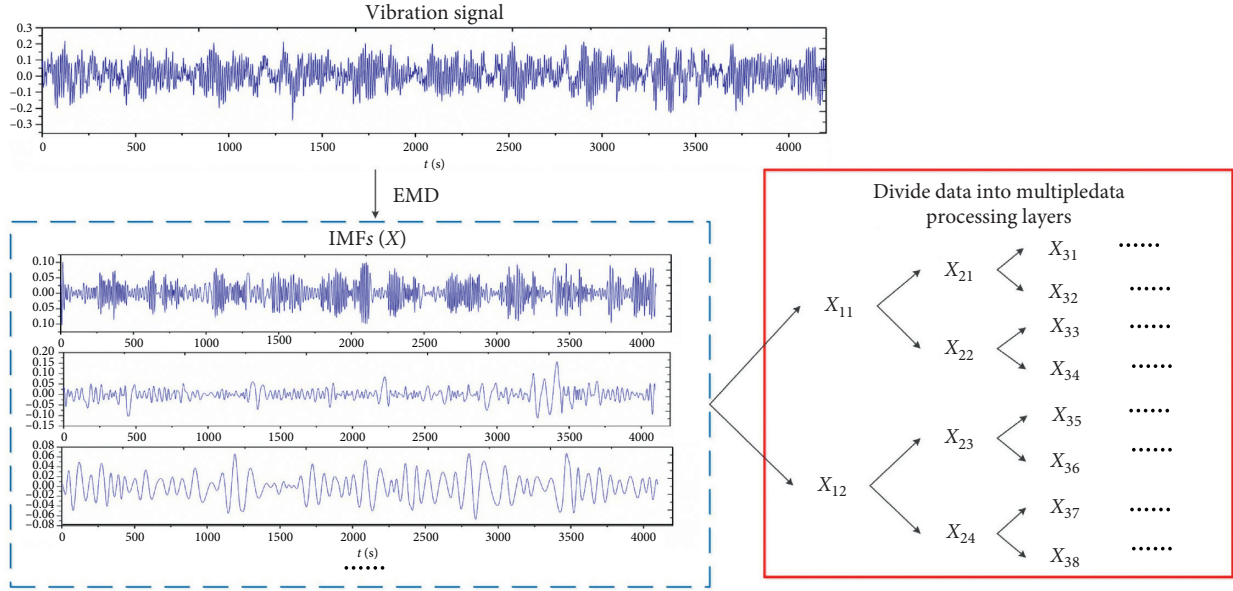 Vibration signal
0.3
0.2
0.1
0.0
−0.1
−0.2
−0.3
0 500 1000 1500 2000 2500 3000 3500 4000
t (s)
EMD
IMFs (X)
0.10
0.05
0.00
0.05
0.10
0 500 1000 1500 2000 2500 3000 3500 4000
0.20
0.15
0.10
0.05
0.00
−0.05
−0.10
−0.15
0 500 1000 1500 2000 2500 3000 3500 4000
0.08
0.06
0.04
0.02
0.00
−0.02
−0.04
−0.06
−0.08
0 500 1000 1500 2000 2500 3000 3500 4000
t (s)
......
Divide data into multipledata
processing layers
X11
X12
X21
X22
X23
X24
X31 ......
X32 ......
X33 ......
X34 ......
X35 ......
X36 ......
X37 ......
X38 ......